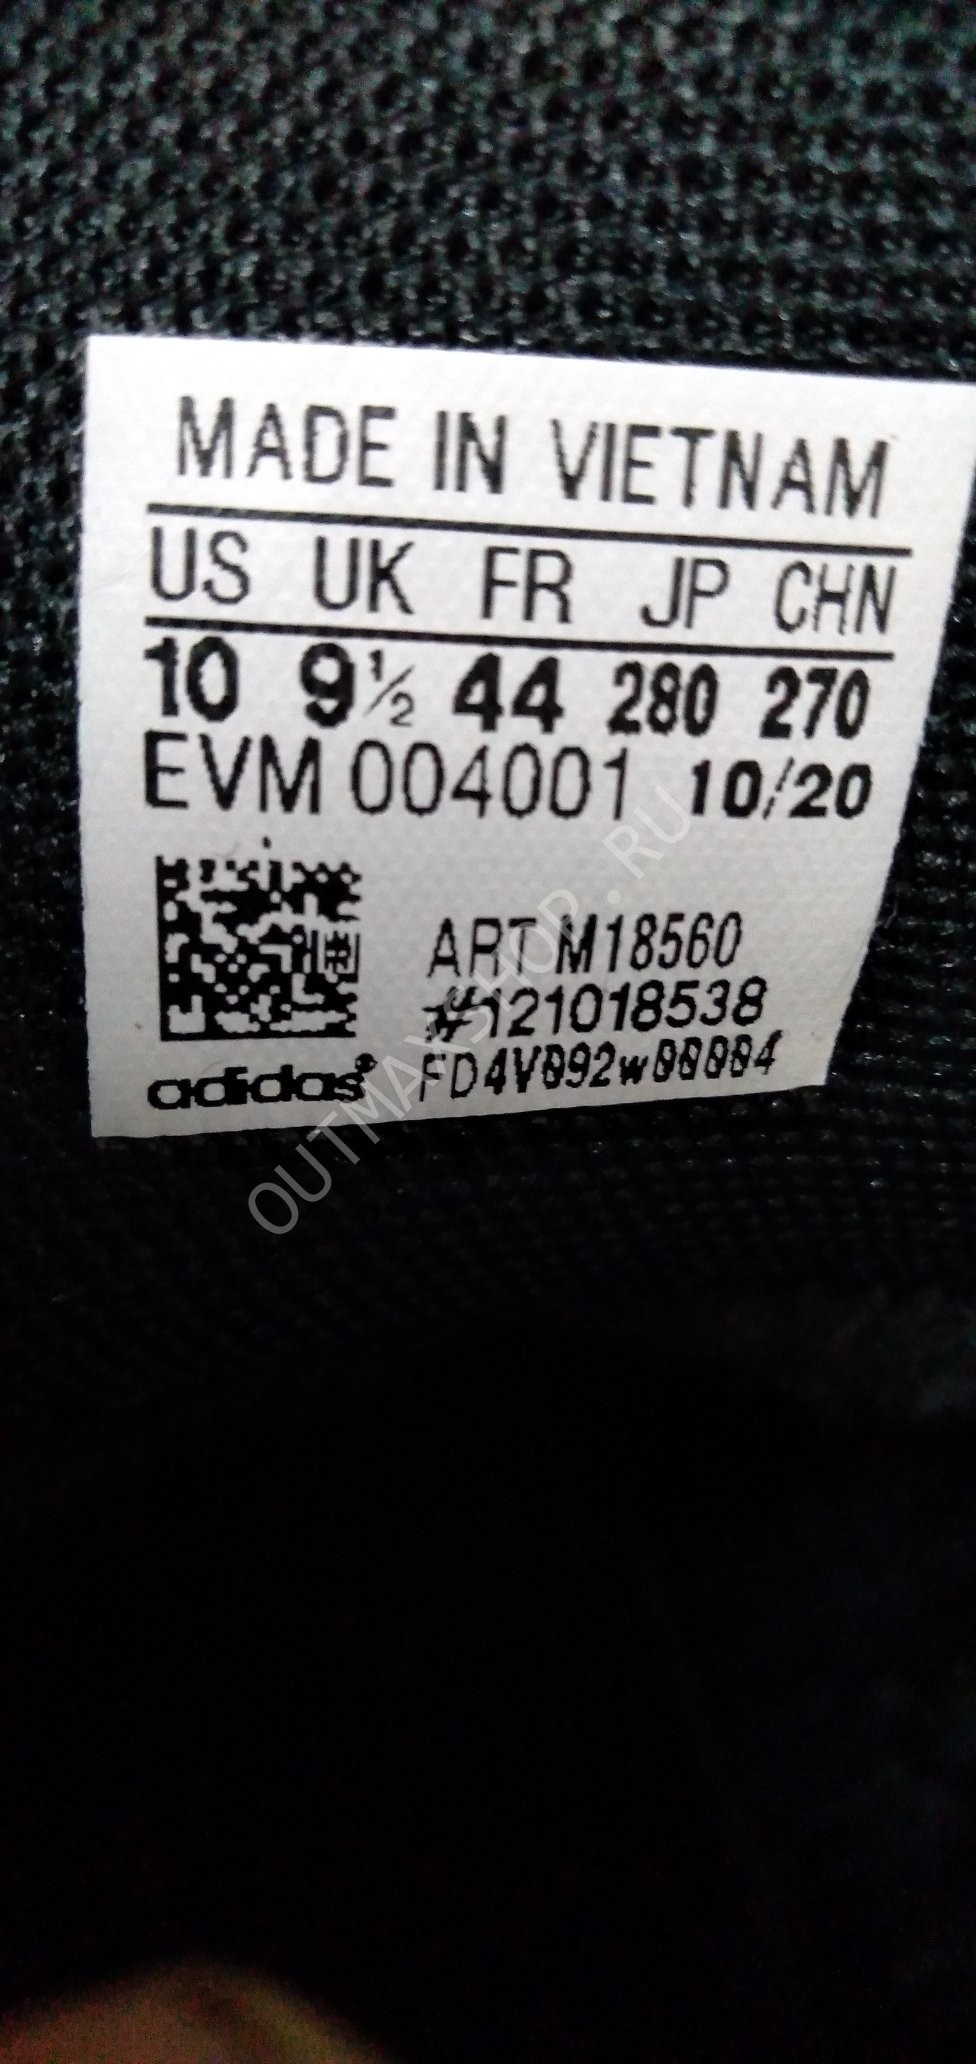 MADE IN VIETNAM
US UK FR JP CHN
10 9½ 44 280 270
EVM 004001 10/20
ART M18560
#121018538
adidas® FD4V092w00004
OUTMAXSHOP.RU